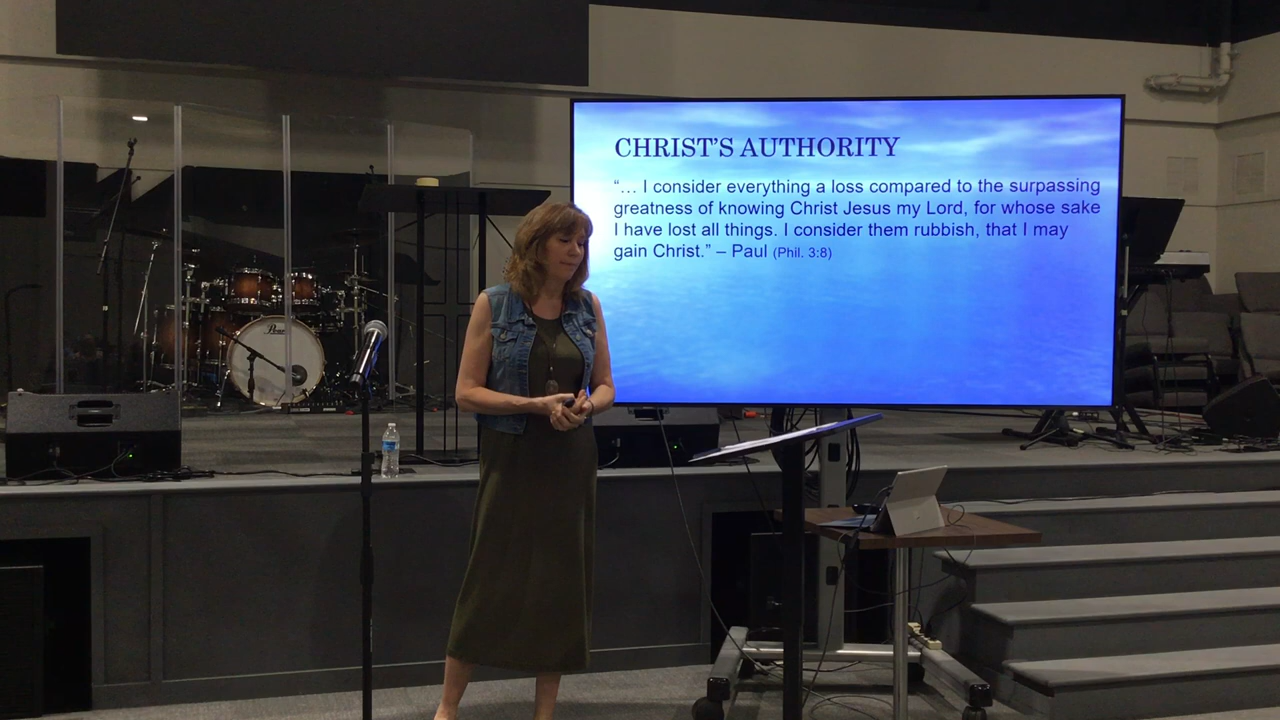 CHRIST’S AUTHORITY
“… I consider everything a loss compared to the surpassing
greatness of knowing Christ Jesus my Lord, for whose sake
I have lost all things. I consider them rubbish, that I may
gain Christ.” – Paul (Phil. 3:8)
Pearl